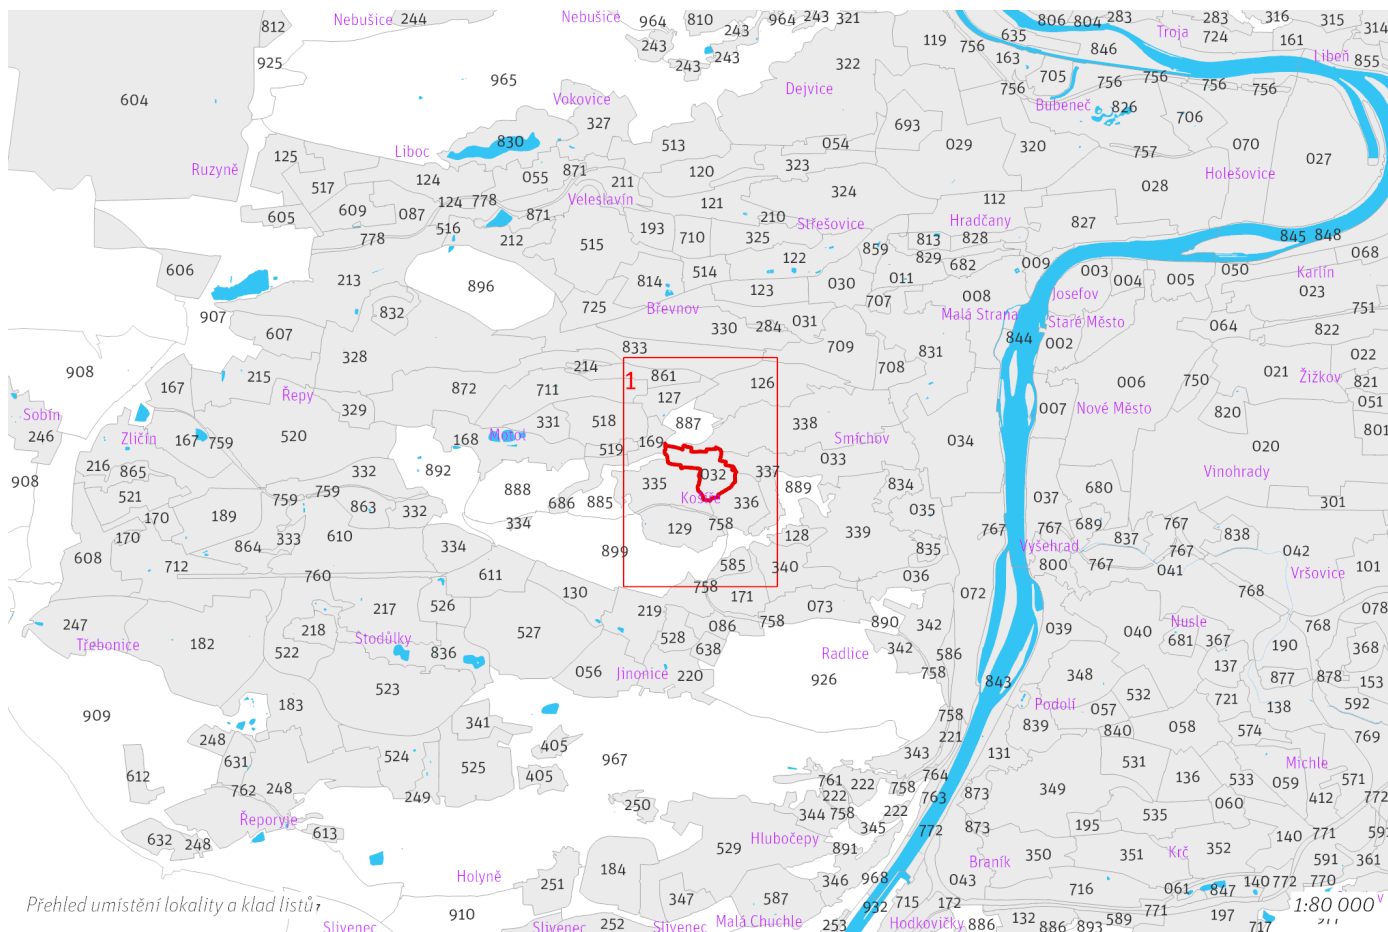 Nebušice 244 Nebušice 964 810 964 243 321 806 804 283 283 316 315 314
812 243 243 119 756 635 Troja 724 161
925 243 243 322 163 846 Libeň 855
965 Dejvice 705 756 756 756 756 756
604 Vokovice Bubeneč 826
327 693 706
Liboc 830 513 054 029 320 757 070 027
125 Ruzyně 871 120 323 Holešovice
517 124 055 211 324 028
609 087 124 778 Veleslavín 121 112
605 516 871 193 210 Střešovice Hradčany 827
778 212 515 710 325 859 813 828 845 848
829 068
606 213 896 814 514 122 030 011 682 009 003 004 005 050 Karlín
123 707 008 Josefov 023
907 832 725 Břevnov 031 Malá Strana Staré Město 751
607 330 284 064 822
328 833 709 831 844 002 022
908 214 708
167 215 872 711 1 861 126 006 750 021 Žižkov 821
Řepy 127 051
Sobín 329 331 518 887 338 007 Nové Město 820 801
246 Zličín 167 759 520 168 Motol 169 Smíchov 034 020
519 033
216 865 332 892 032 337 Vinohrady
908 521 888 335 889 834 680
759 759 Košíře 336 037 301
170 189 863 332 686 885 035
170 333 610 334 129 758 767 767 689 767 838
864 334 128 339 Vyšehrad 837 767 042
608 899 835 800 767 041
712 760 611 585 340 036 Vršovice 101
130 758 171 072 768
217 526 219 073 078
247 218 Stodůlky 527 086 758 890 342 039 040 Nusle 768
Třebonice 182 522 836 528 638 342 586 681 367 190 368
056 Jinonice 220 Radlice 758 348 137
523 926 843 877 878 153
183 532 721
909 341 758 Podolí 057 138 592
248 839 840 058 574
405 221 769
631 524 343 131 531 Michle
612 525 405 967 761 222 764 136 533 059 571
762 248 249 222 758 763 873 349 412 772
250 060
Řeporyje 344 758 222 535
632 248 613 Hlubočepy 345 772 873 195 140 771
529 891 Braník 350 351 Krč 352 591 361
Holyně 251 184 346 968 043 716 061 847 140 772 770
Přehled umístění lokality a klad listů 347 587 932 715 172 1:80 000
910 Slivenec Slivenec 252 Slivenec Malá Chuchle 253 Hodkovičky 886 132 886 893 589 771 197 717